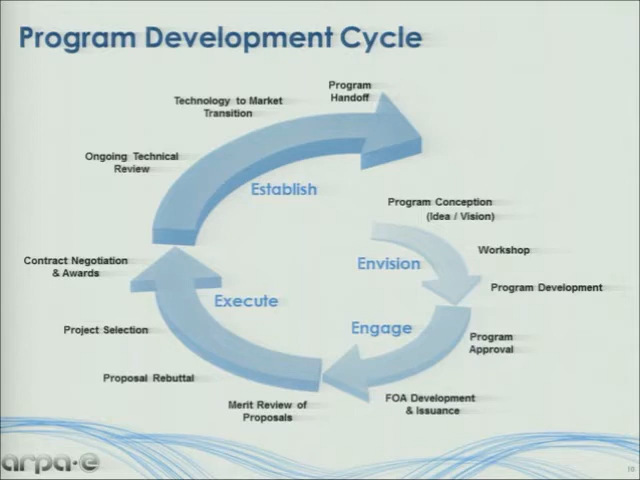 Program Development Cycle
Program
Handoff
Technology to Market
Transition
Ongoing Technical
Review
Establish
Program Conception
(Idea / Vision)
Workshop
Envision
Program Development
Contract Negotiation
& Awards
Execute
Engage
Project Selection
Program
Approval
Proposal Rebuttal
FOA Development
& Issuance
Merit Review of
Proposals
arpa·e
10